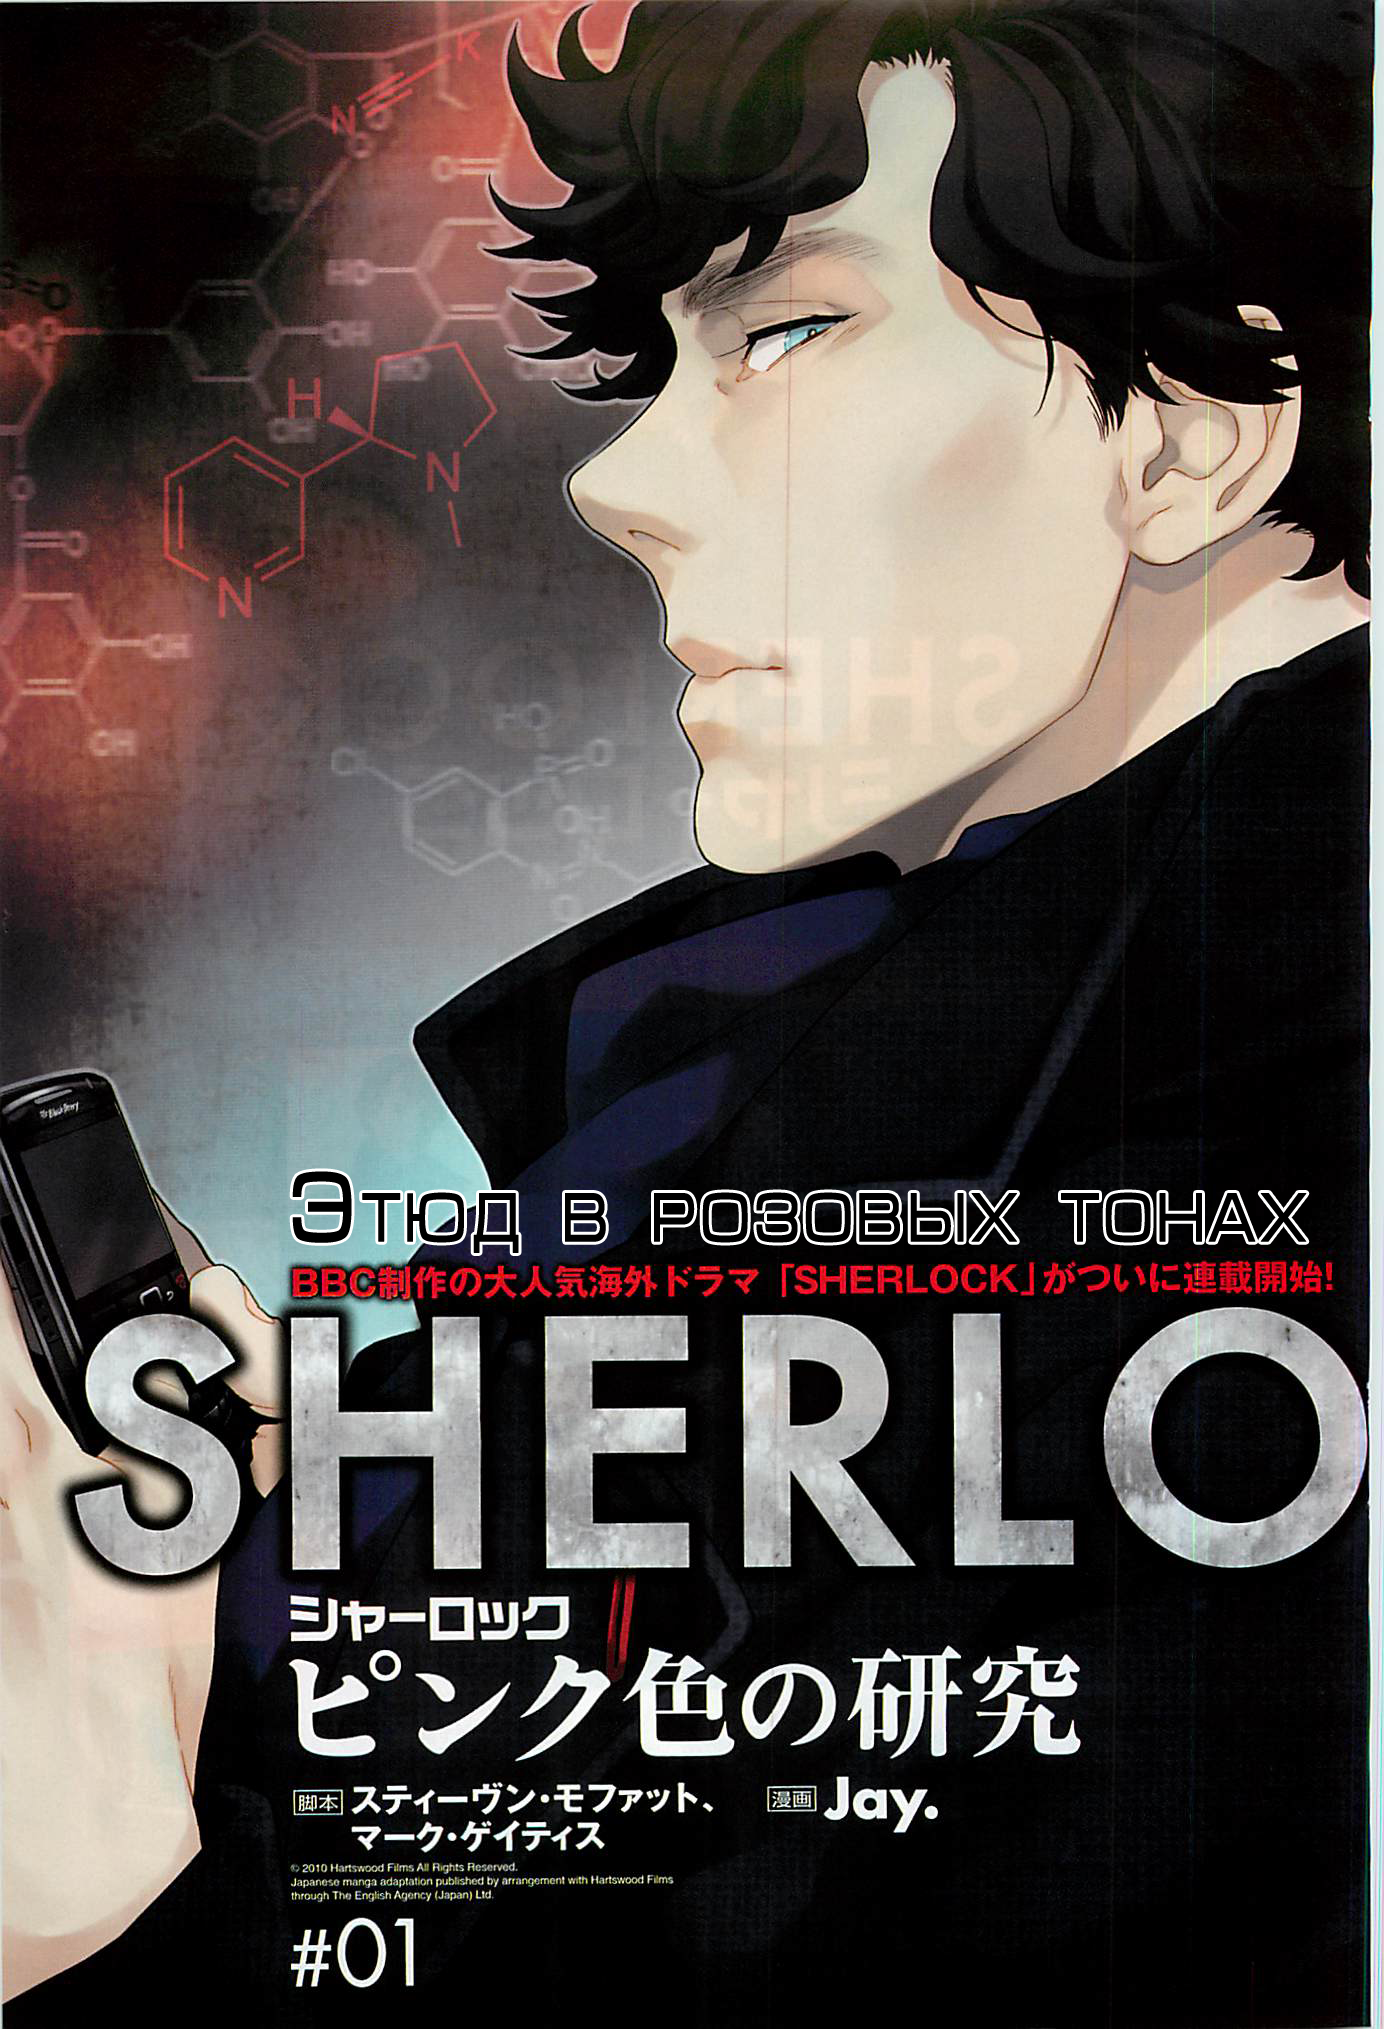 Этюд в розовых тонах
BBC制作の大人気海外ドラマ「SHERLOCK」がついに連載開始!
SHERLO
シャーロック
ピンク色の研究
脚本 スティーヴン・モファット、
マーク・ゲイティス
漫画 Jay.
© 2010 Hartswood Films All Rights Reserved.
Japanese manga adaptation published by arrangement with Hartswood Films
through The English Agency (Japan) Ltd.
#01